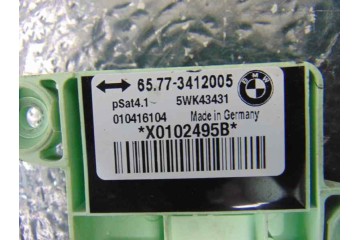 65.77-3412005
BMW
pSat4.1~ 5WK43431
010416104 Made in Germany
*X0102495B*